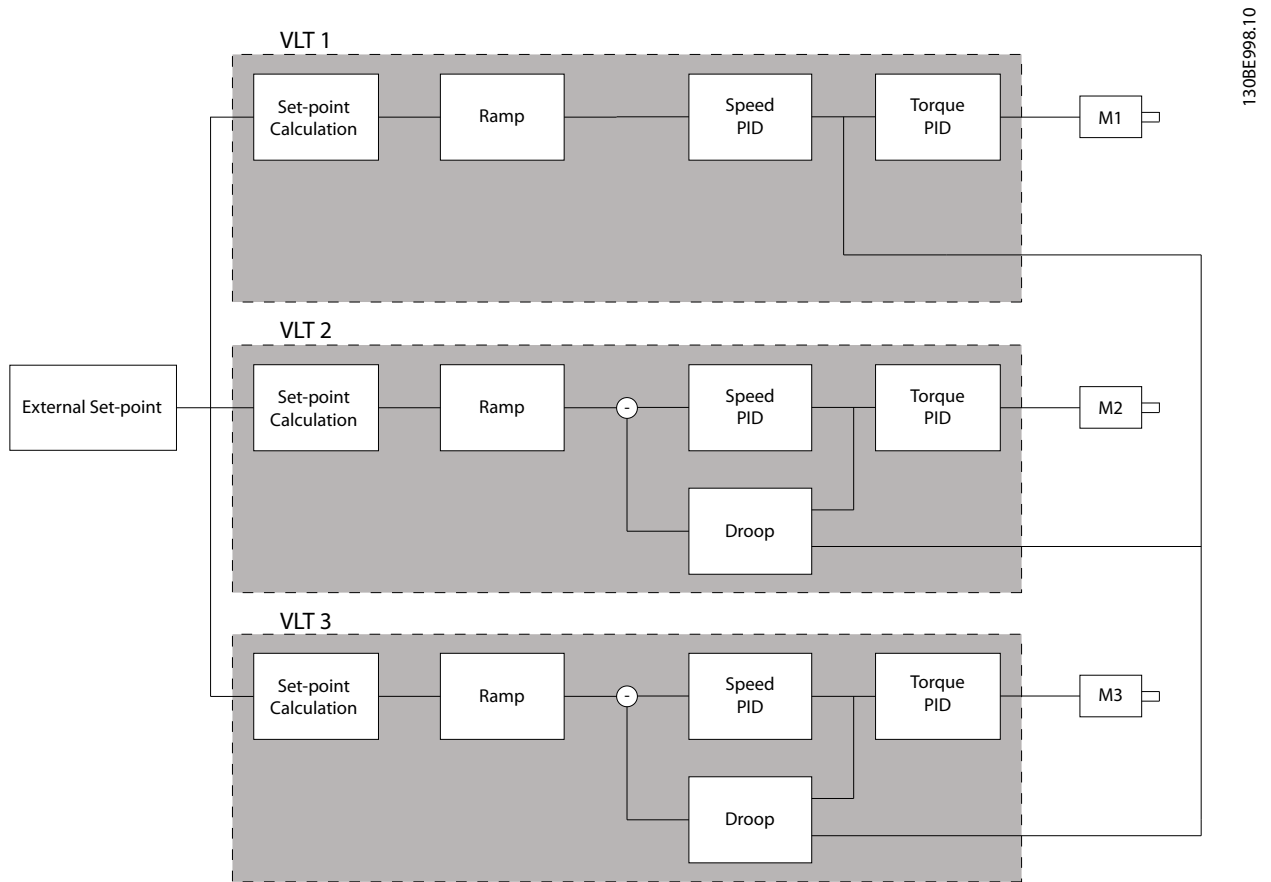 130BE998.10
VLT 1
Set-point
Calculation
Ramp
Speed
PID
Torque
PID
M1
External Set-point
VLT 2
Set-point
Calculation
Ramp
-
Speed
PID
Torque
PID
M2
Droop
VLT 3
Set-point
Calculation
Ramp
-
Speed
PID
Torque
PID
M3
Droop